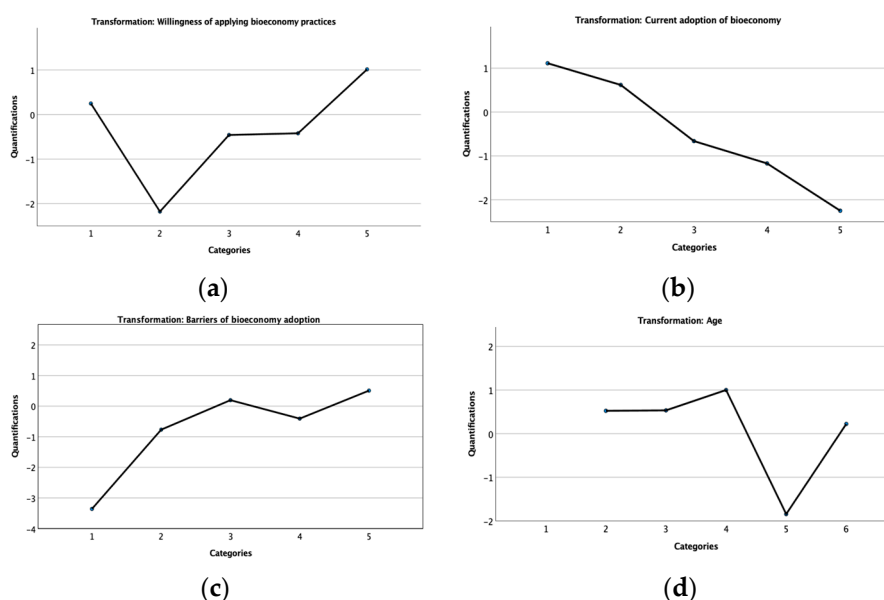 Transformation: Willingness of applying bioeconomy practices
Quantifications
1
0
-1
-2
1 2 3 4 5
Categories
(a)
Transformation: Current adoption of bioeconomy
Quantifications
1
0
-1
-2
1 2 3 4 5
Categories
(b)
Transformation: Barriers of bioeconomy adoption
Quantifications
2
1
0
-1
-2
-3
-4
1 2 3 4 5
Categories
(c)
Transformation: Age
Quantifications
2
1
0
-1
-2
1 2 3 4 5 6
Categories
(d)